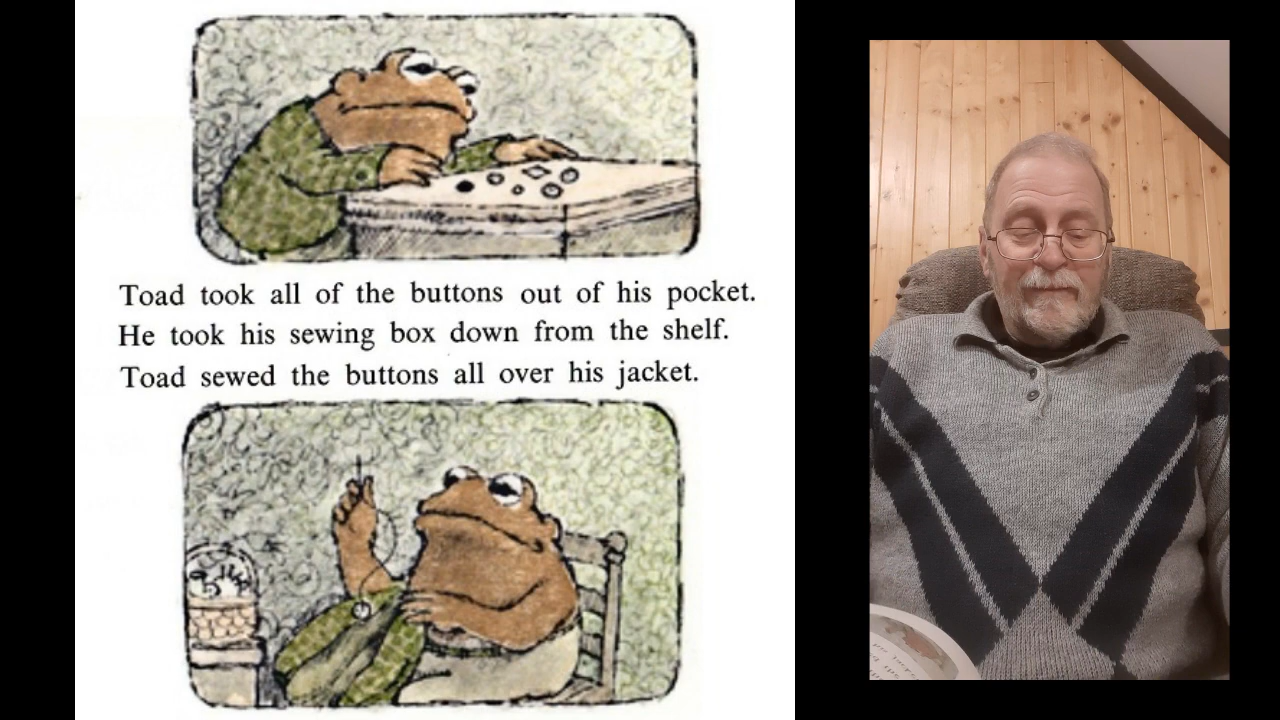 Toad took all of the buttons out of his pocket.
He took his sewing box down from the shelf.
Toad sewed the buttons all over his jacket.